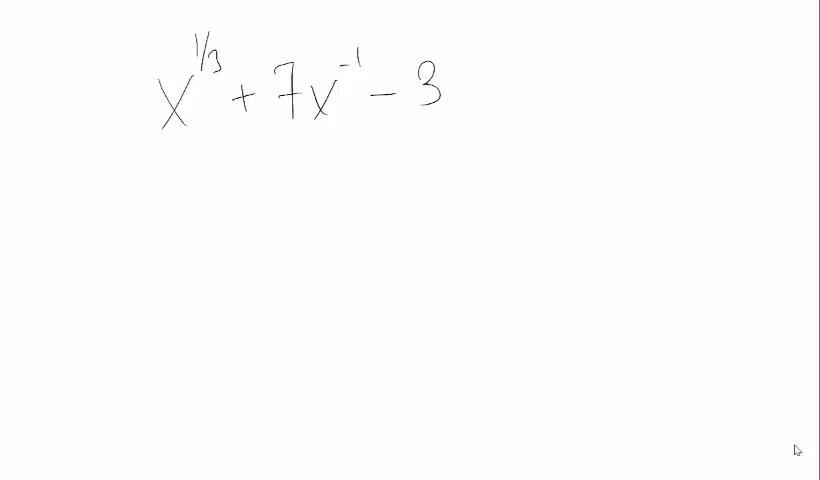 x^{1/3} + 7x^{-1} - 3